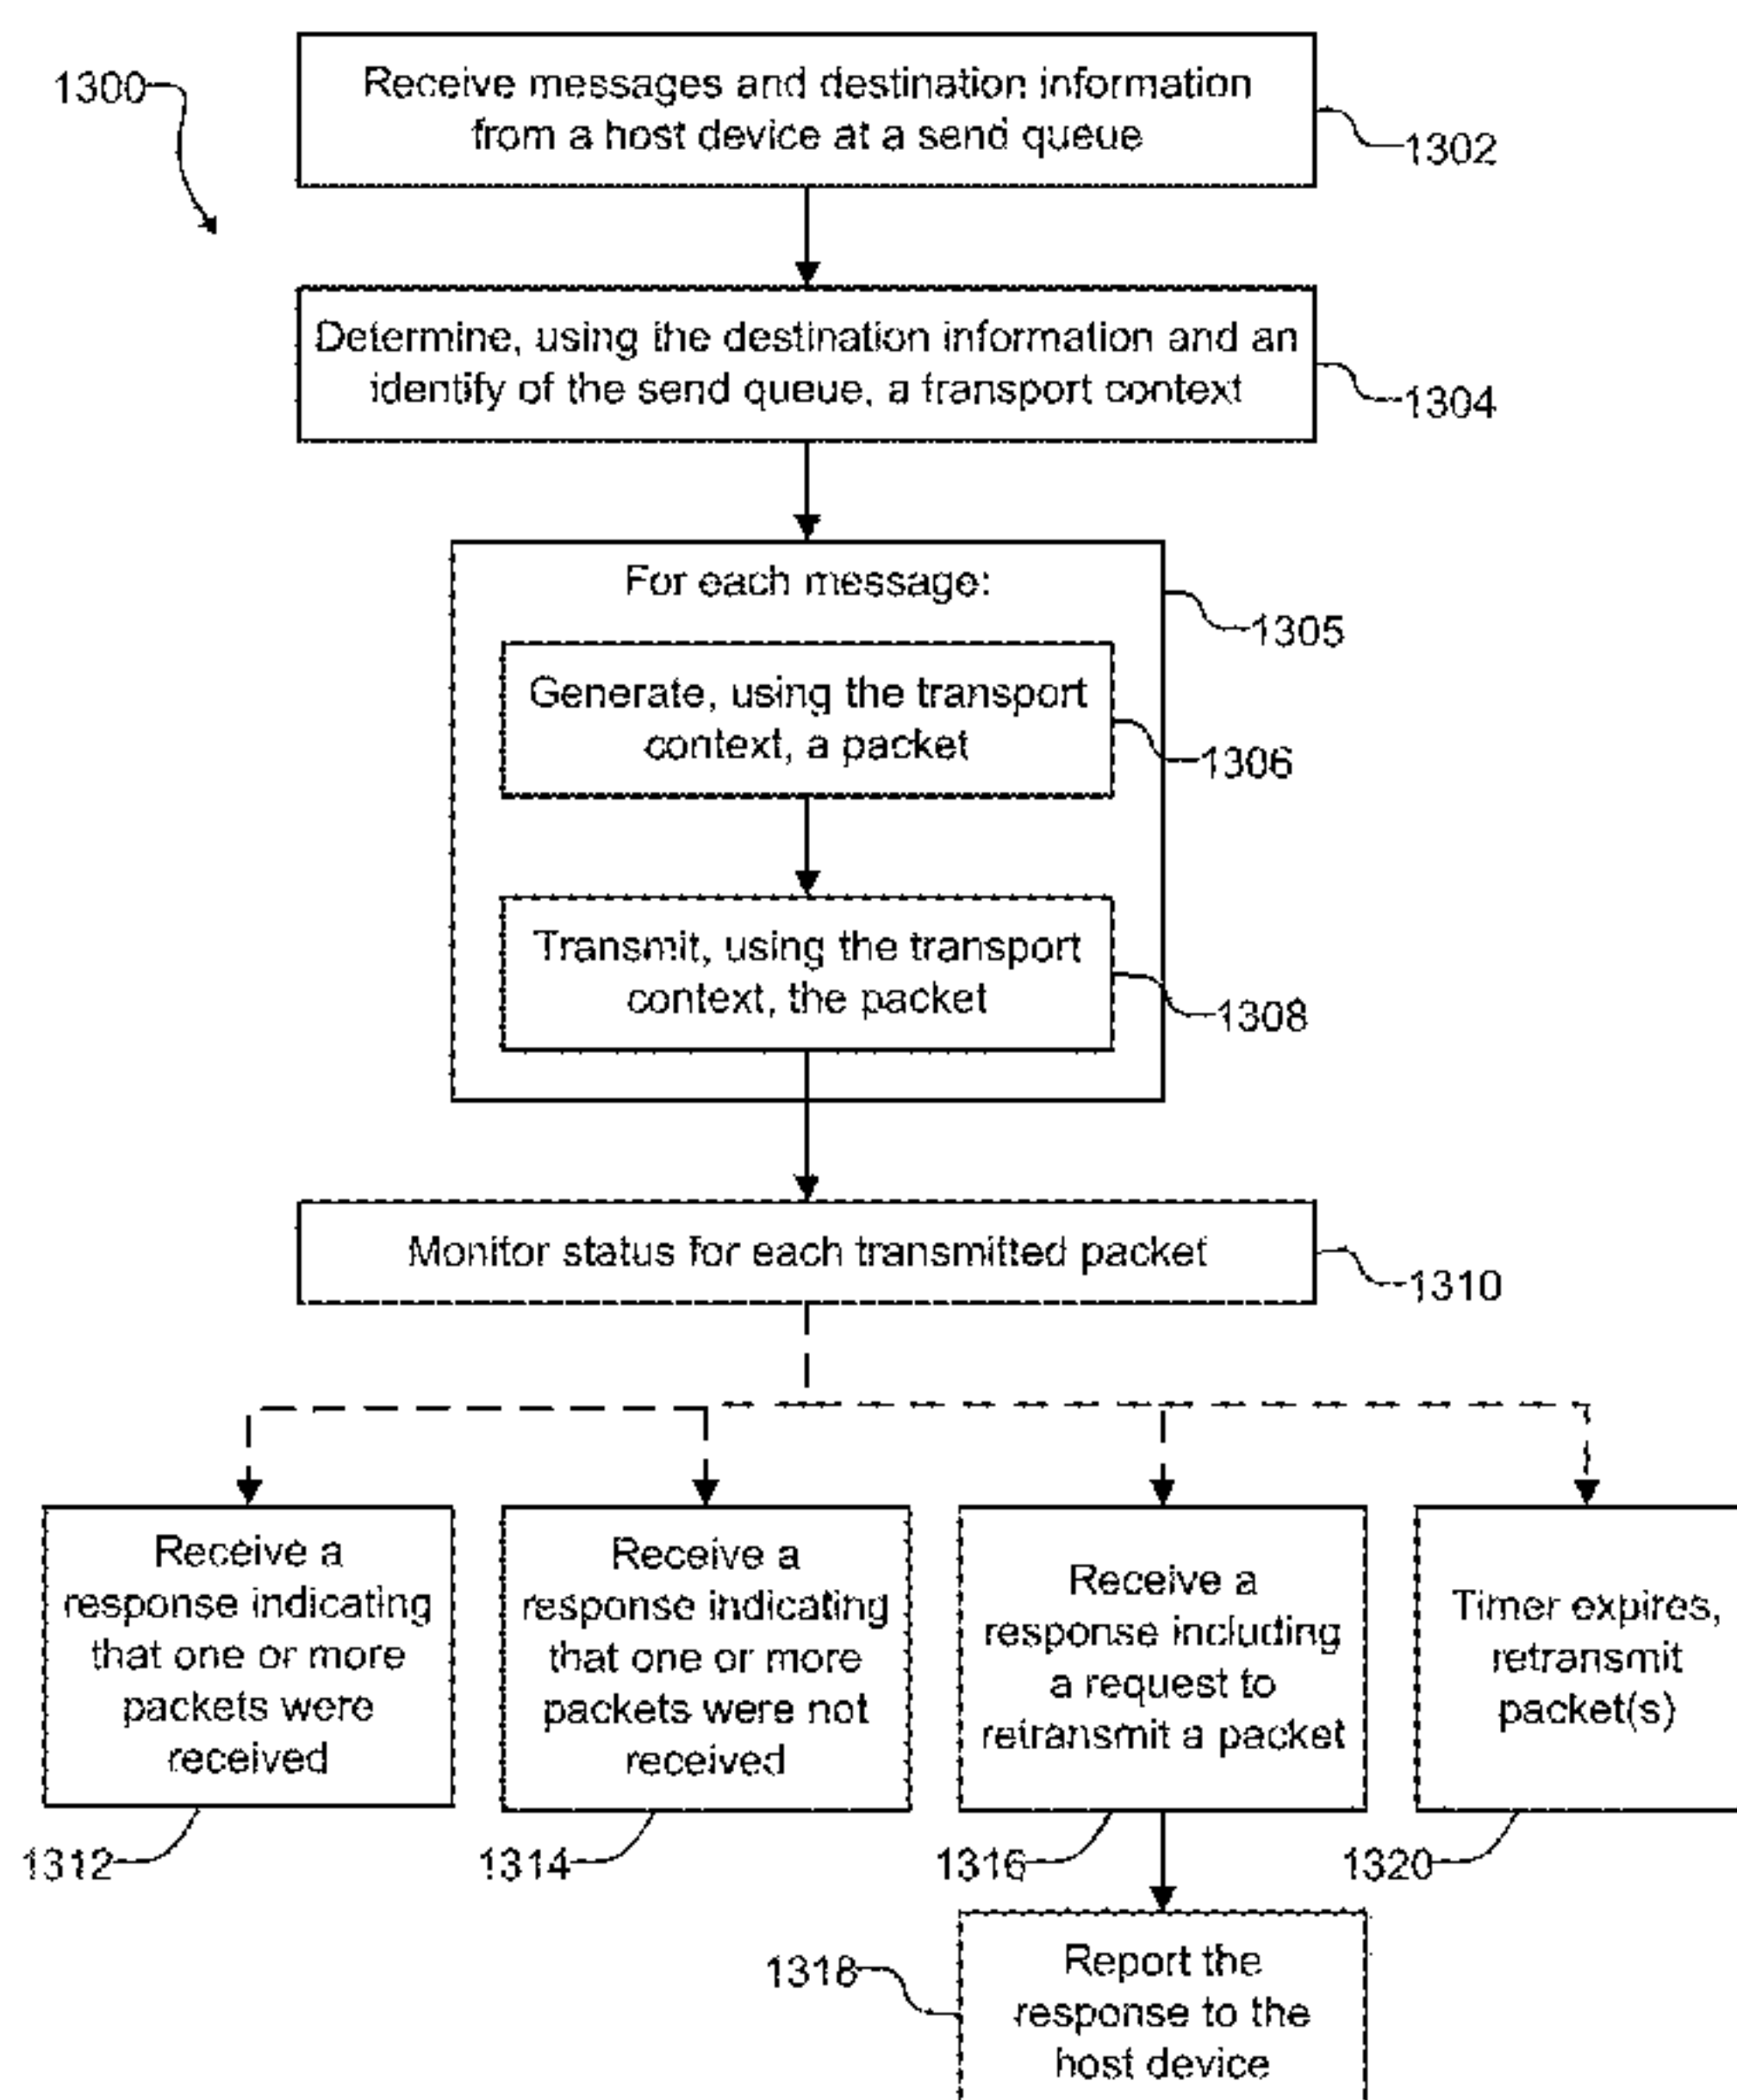 1300
Receive messages and destination information
from a host device at a send queue
1302
Determine, using the destination information and an
identify of the send queue, a transport context
1304
For each message:
1305
Generate, using the transport
context, a packet
1306
Transmit, using the transport
context, the packet
1308
Monitor status for each transmitted packet
1310
Receive a
response indicating
that one or more
packets were
received
1312
Receive a
response indicating
that one or more
packets were not
received
1314
Receive a
response including
a request to
retransmit a packet
1316
Timer expires,
retransmit
packet(s)
1320
1318
Report the
response to the
host device